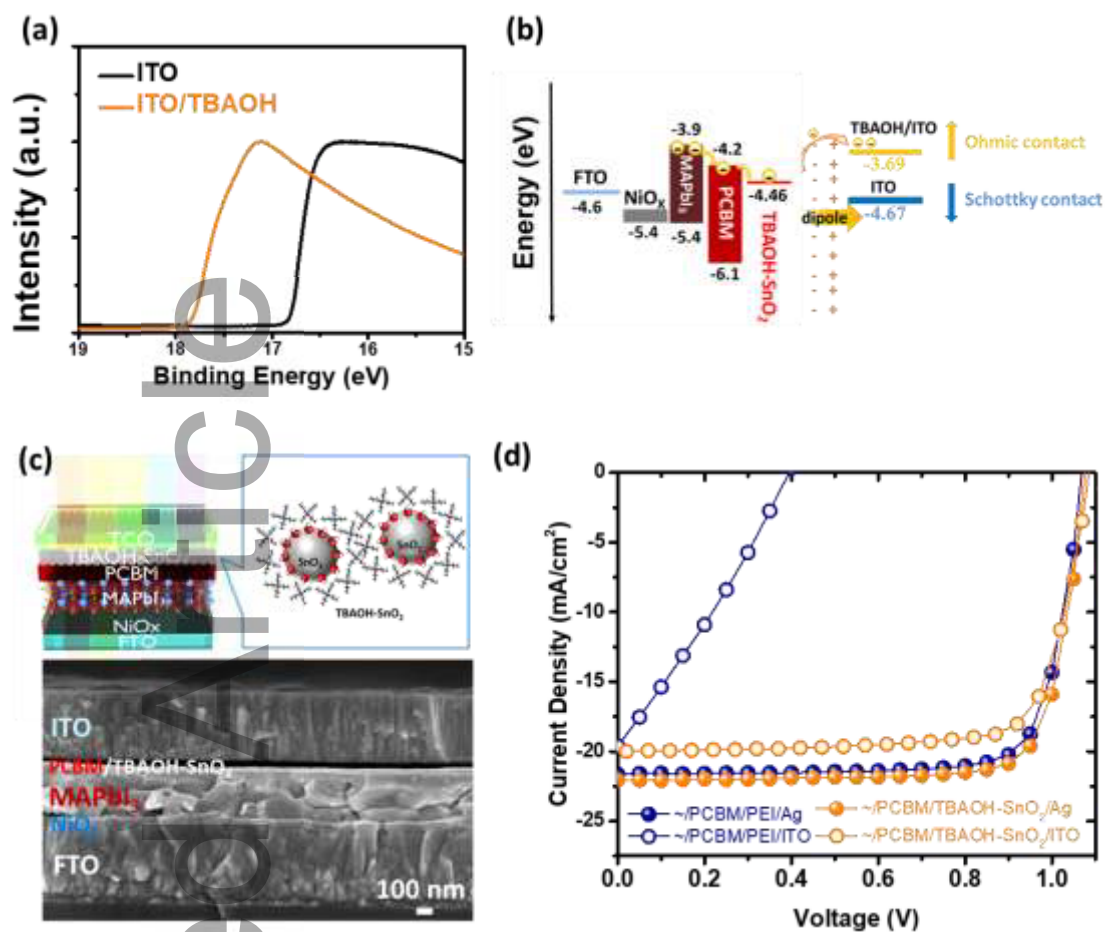 (a)
ITO
ITO/TBAOH
Intensity (a.u.)
19 18 17 16 15
Binding Energy (eV)
(b)
Energy (eV)
FTO
-4.6
NiOₓ
-5.4
-3.9
MAPbI₃
-5.4
-4.2
PCBM
-6.1
-4.46
TBAOH-SnO₂
dipole
TBAOH/ITO
-3.69
ITO
-4.67
Ohmic contact
Schottky contact
(c)
TCO
PCBM
MAPbI₃
NiOx
FTO
SnO₂
SnO₂
TBAOH-SnO₂
ITO
PCBM/TBAOH-SnO₂
MAPbI₃
NiOₓ
FTO
100 nm
(d)
Current Density (mA/cm²)
0
-5
-10
-15
-20
-25
~/PCBM/PEI/Ag
~/PCBM/TBAOH-SnO₂/Ag
~/PCBM/PEI/ITO
~/PCBM/TBAOH-SnO₂/ITO
0.0 0.2 0.4 0.6 0.8 1.0
Voltage (V)
d Article